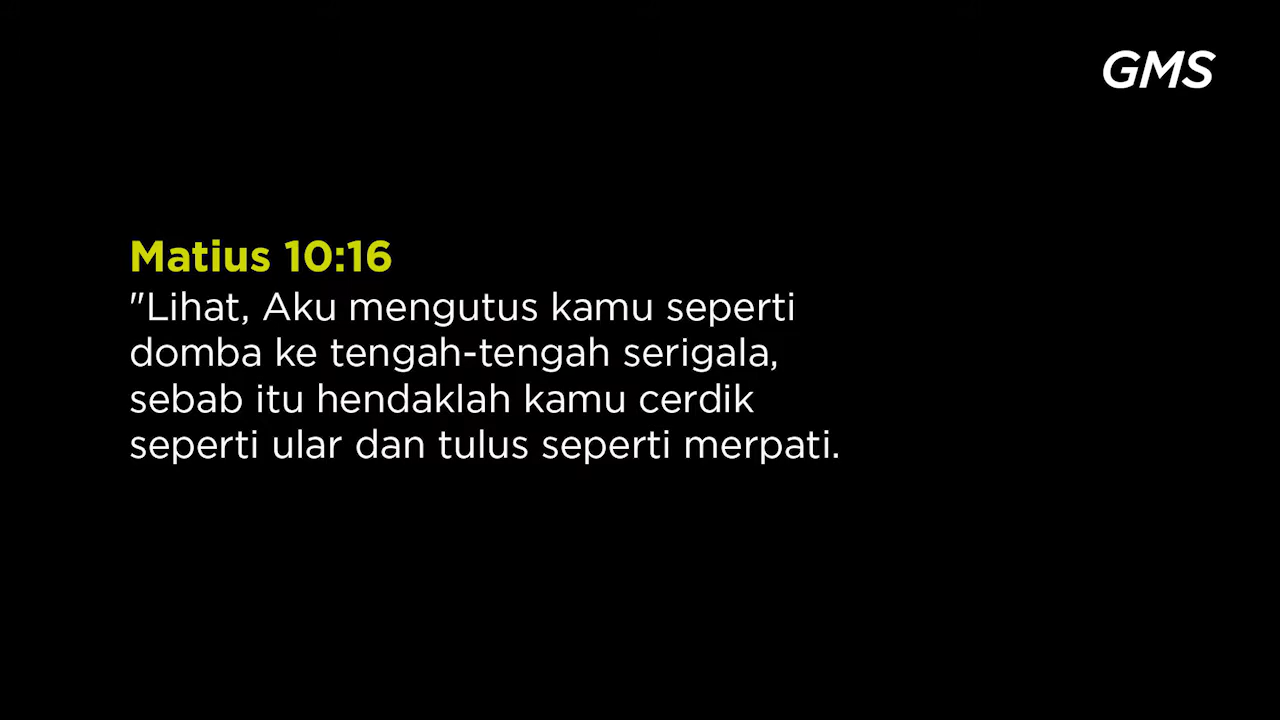 GMS
Matius 10:16
"Lihat, Aku mengutus kamu seperti
domba ke tengah-tengah serigala,
sebab itu hendaklah kamu cerdik
seperti ular dan tulus seperti merpati.